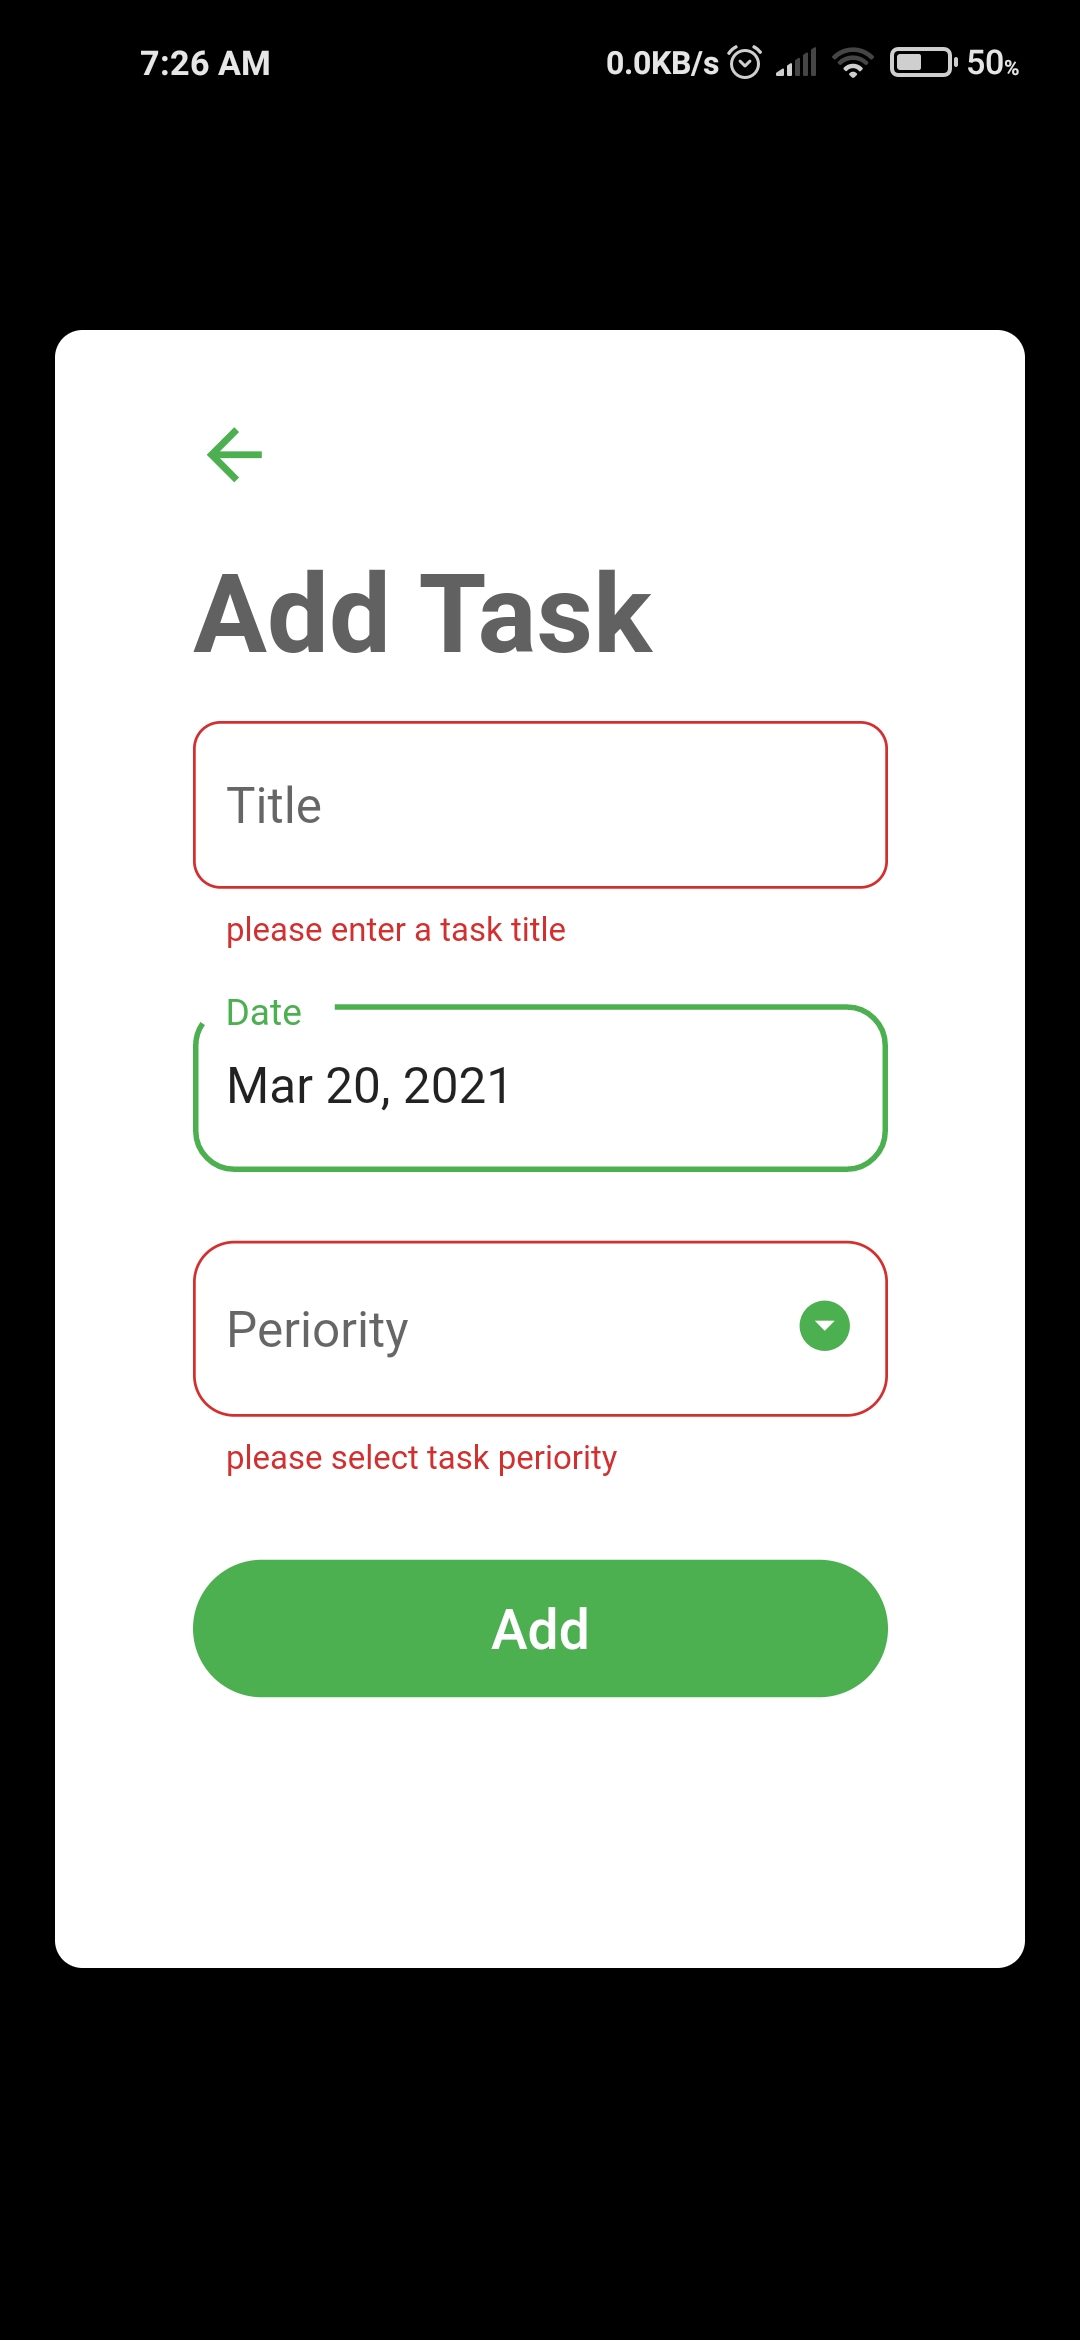 7:26 AM 0.0KB/s 50%
Add Task
Title
please enter a task title
Date
Mar 20, 2021
Periority
please select task periority
Add